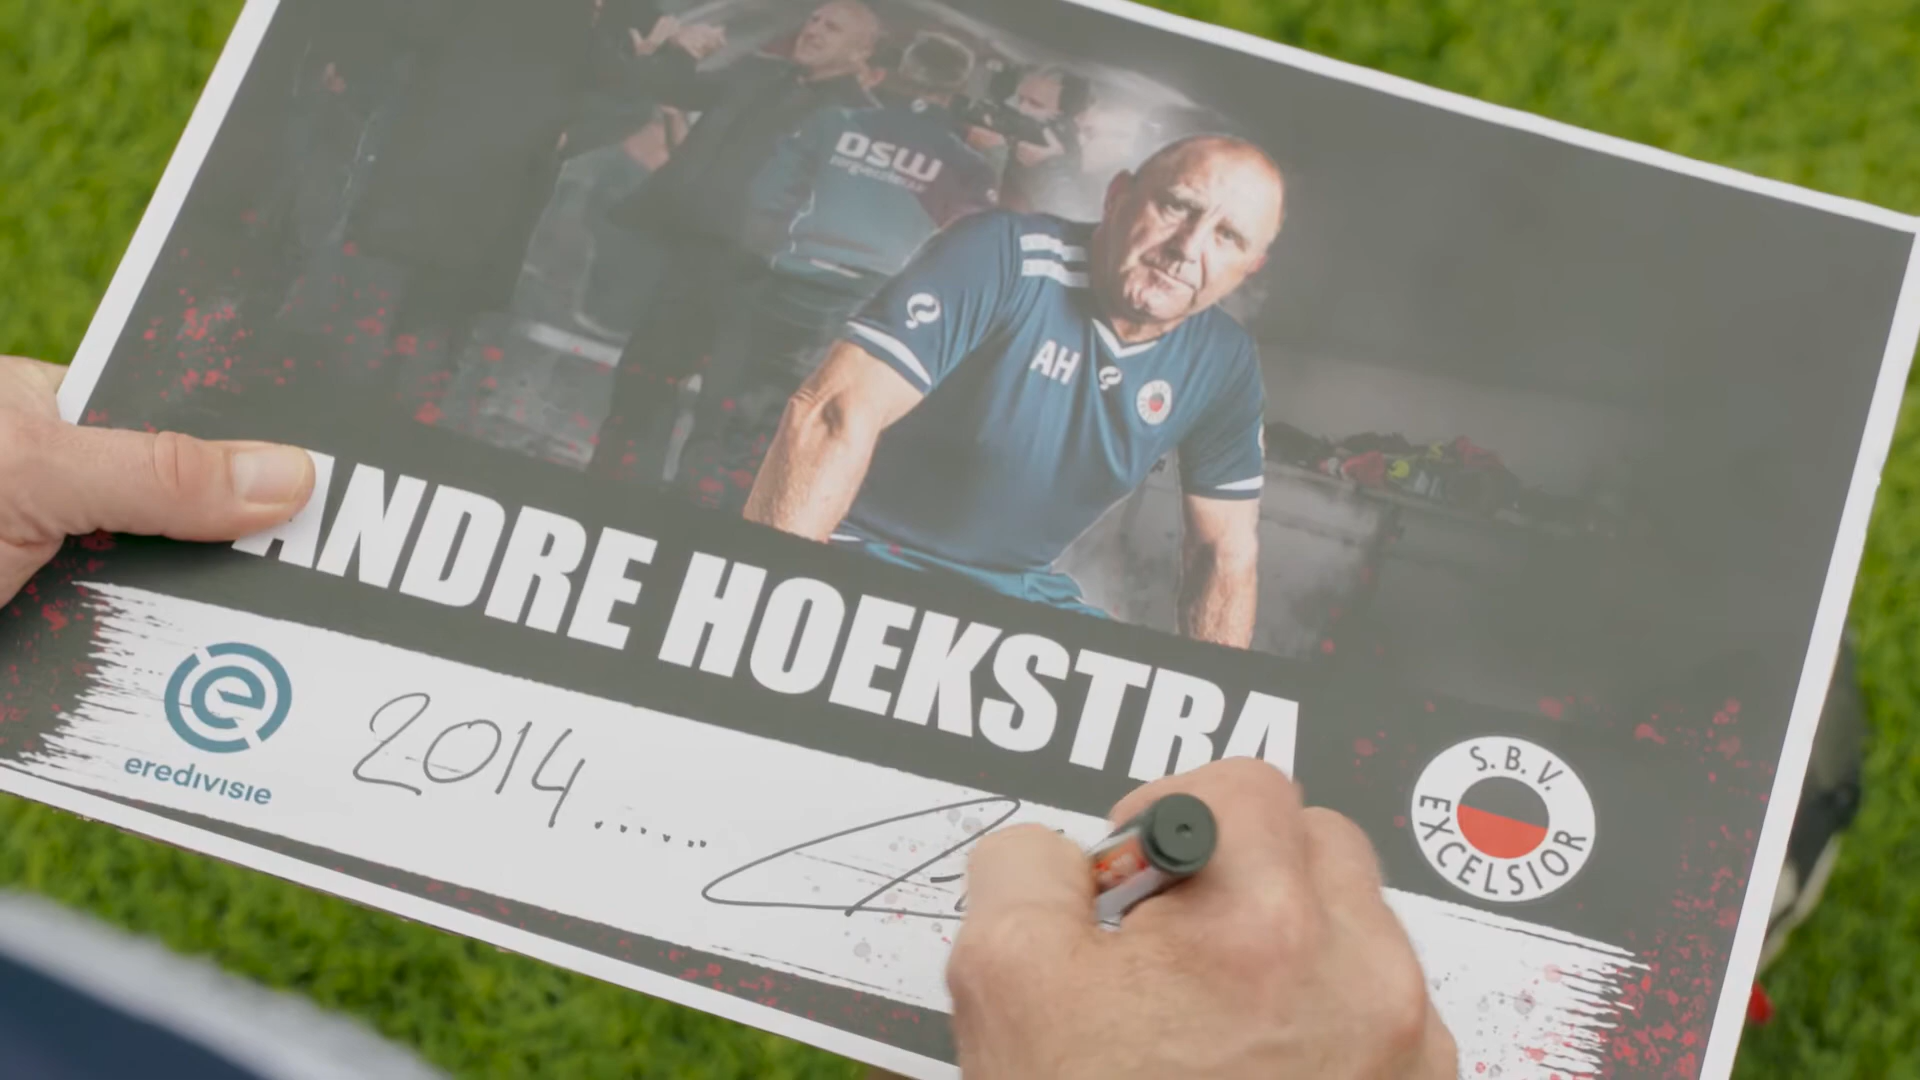 DSW
AH
ANDRE HOEKSTRA
eredivisie
2014......
S.B.V.
EXCELSIOR